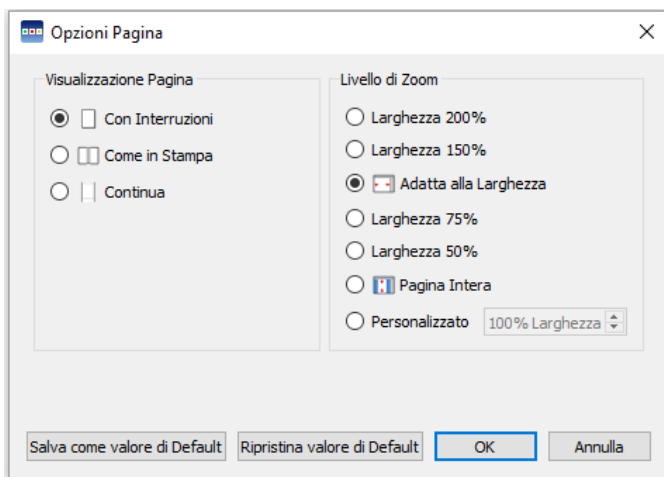 Opzioni Pagina
Visualizzazione Pagina
Con Interruzioni
Come in Stampa
Continua
Livello di Zoom
Larghezza 200%
Larghezza 150%
Adatta alla Larghezza
Larghezza 75%
Larghezza 50%
Pagina Intera
Personalizzato 100% Larghezza
Salva come valore di Default Ripristina valore di Default OK Annulla